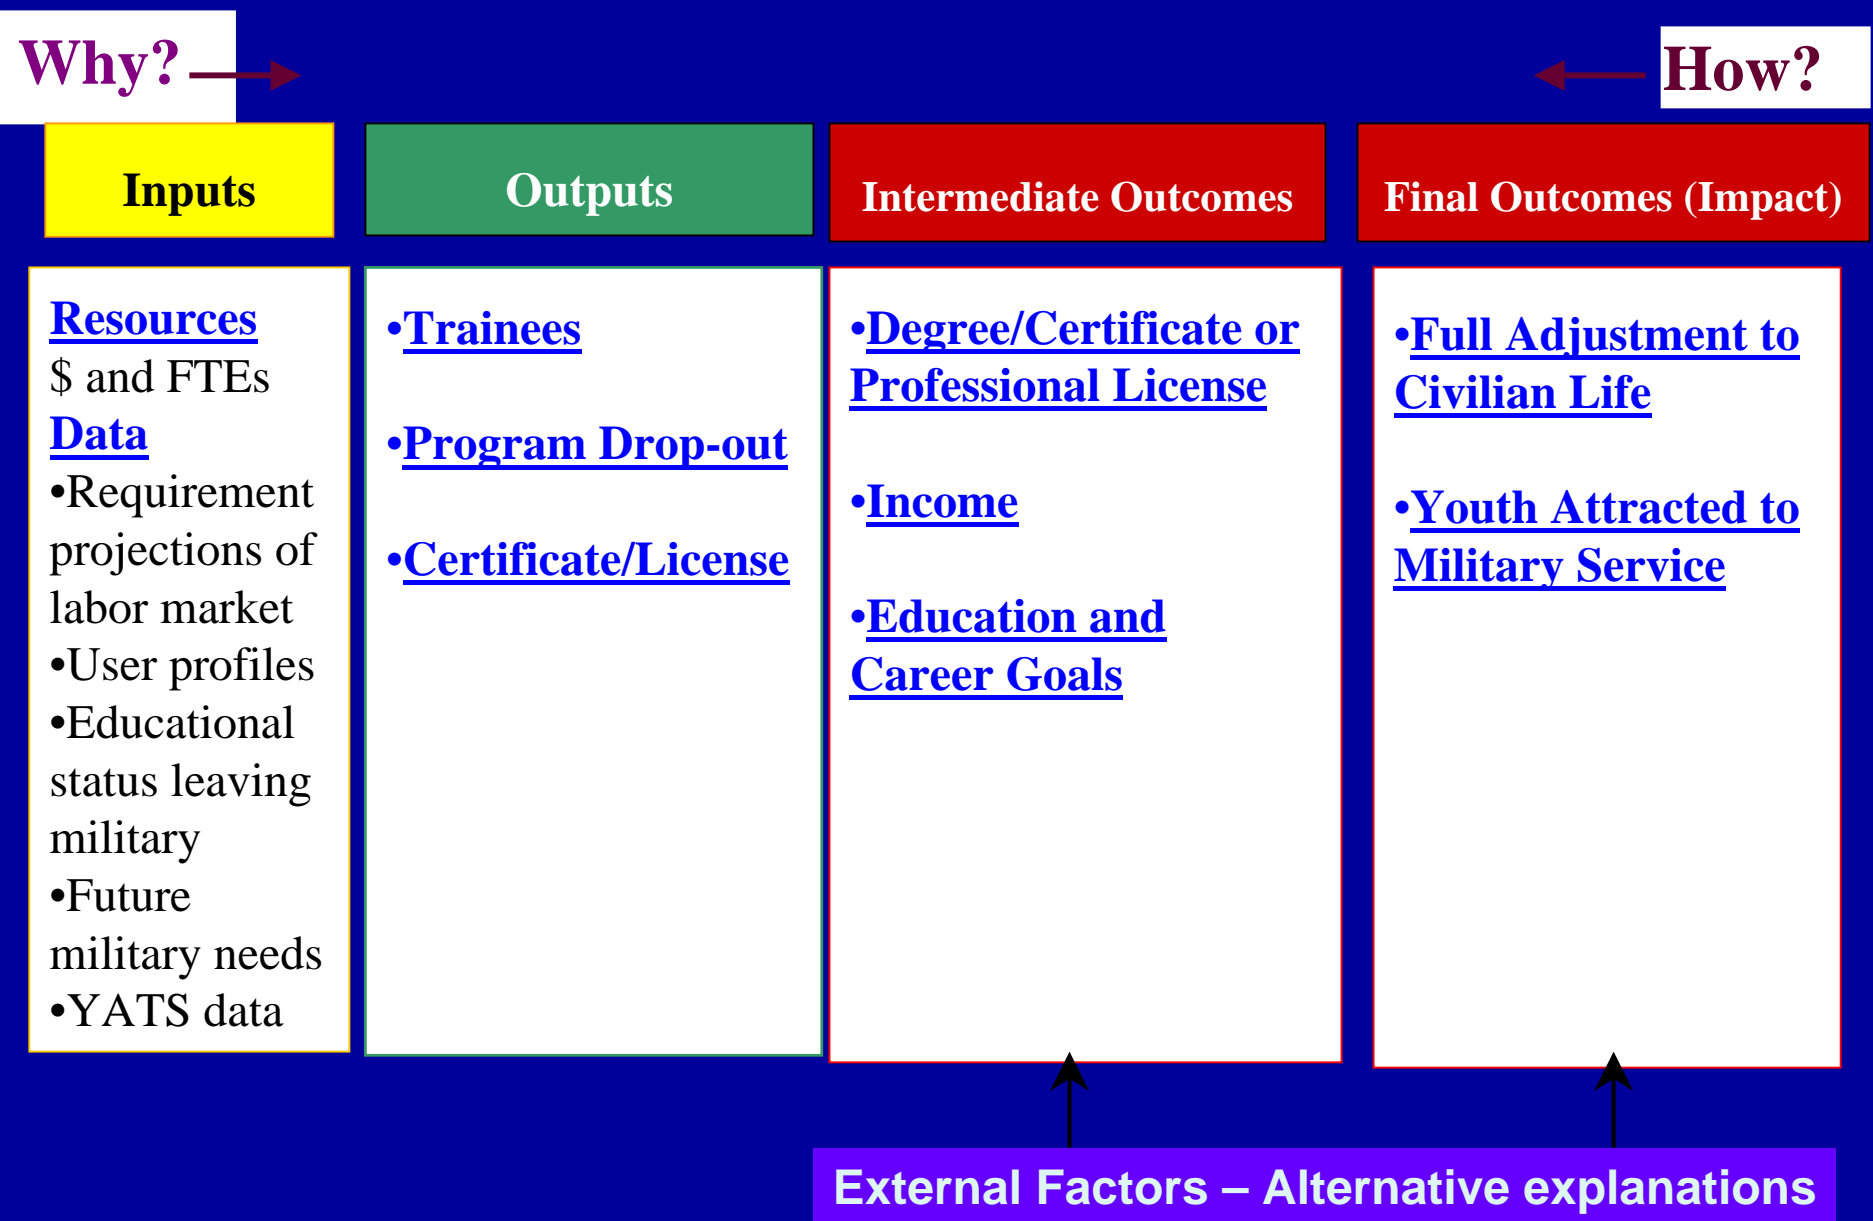 Why?
How?
Inputs
Outputs
Intermediate Outcomes
Final Outcomes (Impact)
Resources
$ and FTEs
Data
•Requirement
projections of
labor market
•User profiles
•Educational
status leaving
military
•Future
military needs
•YATS data
•Trainees
•Program Drop-out
•Certificate/License
•Degree/Certificate or
Professional License
•Income
•Education and
Career Goals
•Full Adjustment to
Civilian Life
•Youth Attracted to
Military Service
External Factors – Alternative explanations